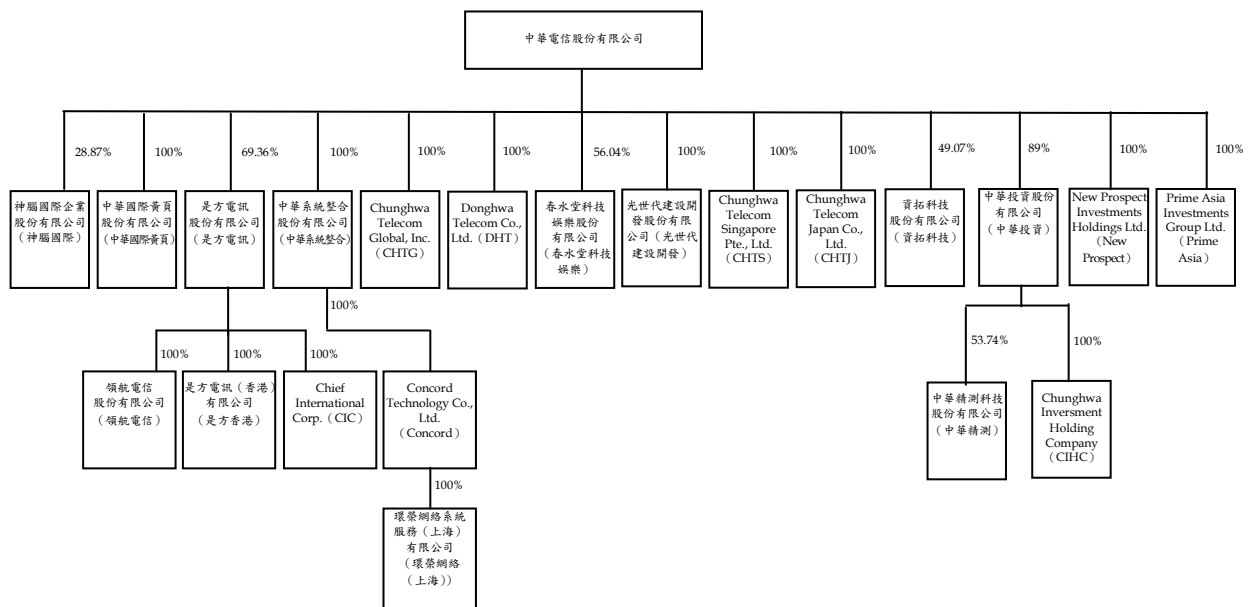 中華電信股份有限公司
28.87%
100%
69.36%
100%
100%
100%
56.04%
100%
100%
100%
49.07%
89%
100%
100%
神腦國際企業
股份有限公司
（神腦國際）
中華國際黃頁
股份有限公司
（中華國際黃頁）
是方電訊
股份有限公司
（是方電訊）
中華系統整合
股份有限公司
（中華系統整合）
Chunghwa
Telecom
Global, Inc.
（CHTG）
Donghwa
Telecom Co.,
Ltd. (DHT)
春水堂科技
娛樂股份
有限公司
（春水堂科技
娛樂）
光世代建設開
發股份有限
公司（光世代
建設開發）
Chunghwa
Telecom
Singapore
Pte., Ltd.
（CHTS）
Chunghwa
Telecom
Japan Co.,
Ltd.
（CHTJ）
資拓科技
股份有限公司
（資拓科技）
中華投資股份
有限公司
（中華投資）
New Prospect
Investments
Holdings Ltd.
（New
Prospect）
Prime Asia
Investments
Group Ltd.
（Prime
Asia）
100%
100%
100%
100%
53.74%
100%
領航電信
股份有限公司
（領航電信）
是方電訊（香港）
有限公司
（是方香港）
Chief
International
Corp.（CIC）
Concord
Technology Co.,
Ltd.
（Concord）
中華精測科技
股份有限公司
（中華精測）
Chunghwa
Inversment
Holding
Company
（CIHC）
100%
環榮網絡系統
服務（上海）
有限公司
（環榮網絡
（上海））